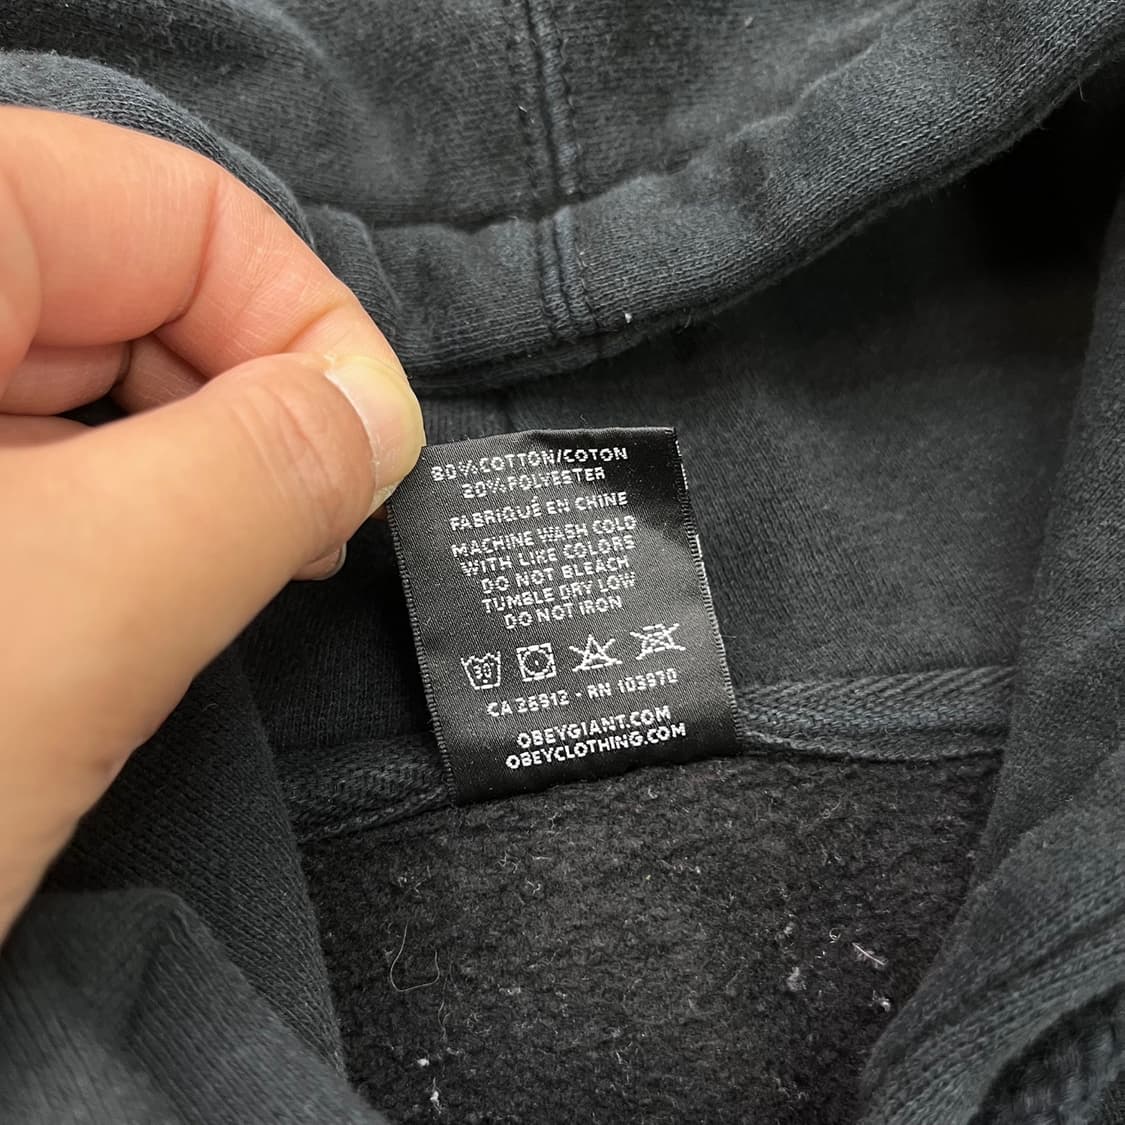 80% COTTON/COTON
20% POLYESTER
FABRIQUÉ EN CHINE
MACHINE WASH COLD
WITH LIKE COLORS
DO NOT BLEACH
TUMBLE DRY LOW
DO NOT IRON
30°
CA 26912 - RN 103970
OBEYGIANT.COM
OBEYCLOTHING.COM